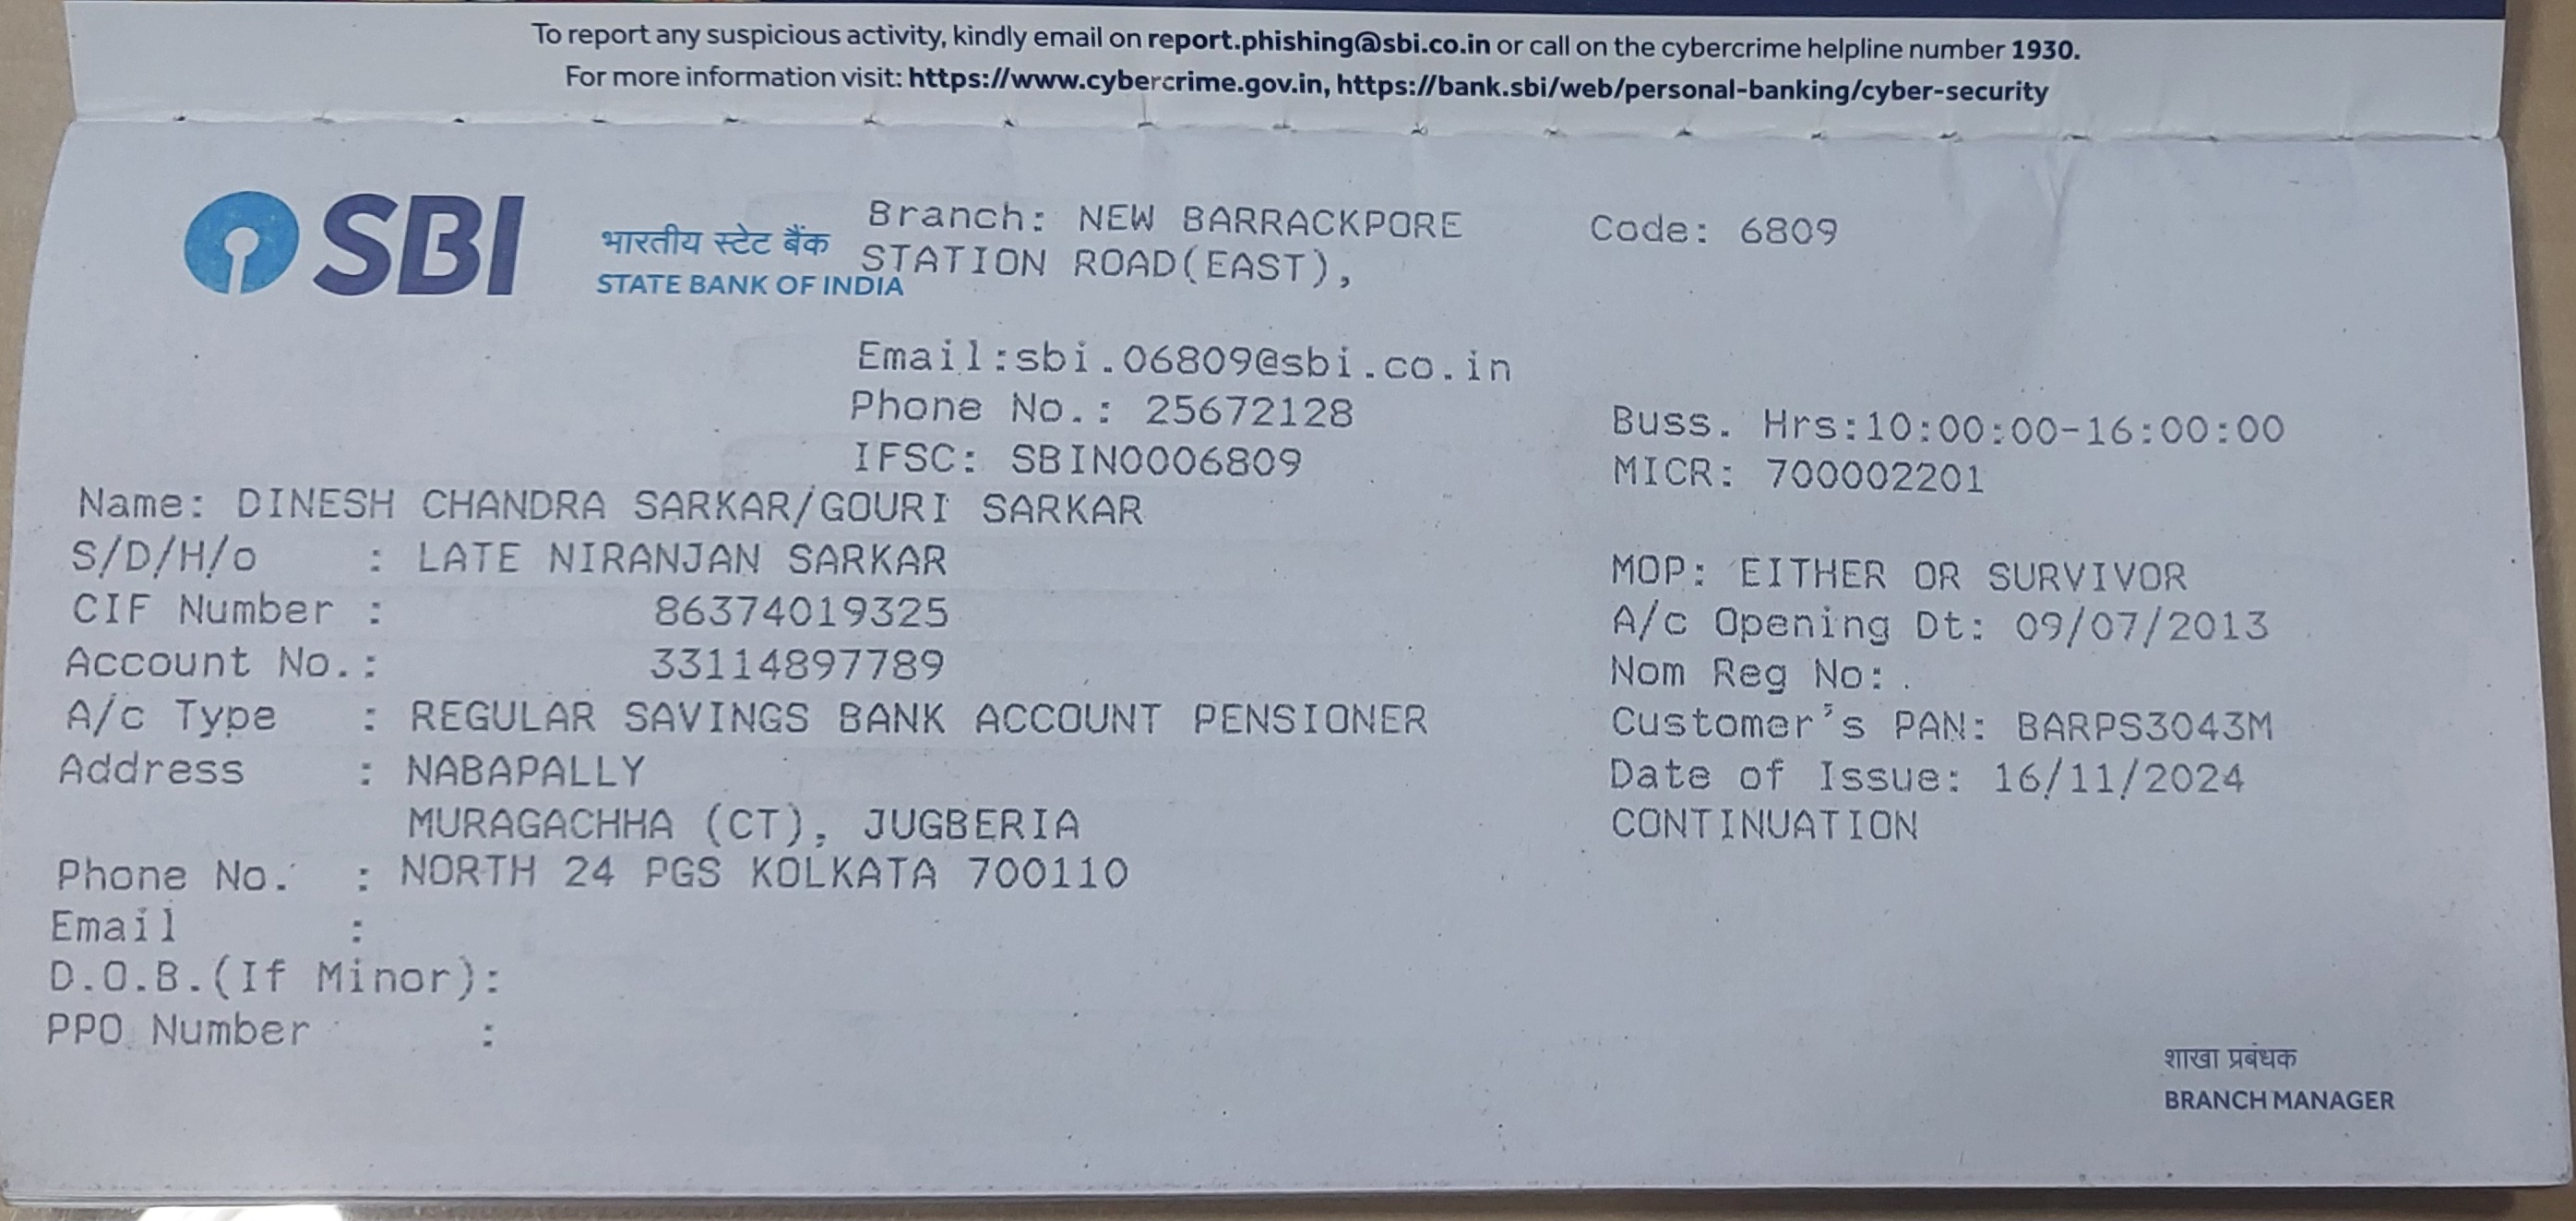 To report any suspicious activity, kindly email on report.phishing@sbi.co.in or call on the cybercrime helpline number 1930.
For more information visit: https://www.cybercrime.gov.in, https://bank.sbi/web/personal-banking/cyber-security
SBI
भारतीय स्टेट बैंक
STATE BANK OF INDIA
Branch: NEW BARRACKPORE
STATION ROAD(EAST),
Code: 6809
Email:sbi.06809@sbi.co.in
Phone No.: 25672128
Buss. Hrs:10:00:00-16:00:00
IFSC: SBIN0006809
MICR: 700002201
Name: DINESH CHANDRA SARKAR/GOURI SARKAR
S/D/H/o : LATE NIRANJAN SARKAR
MOP: EITHER OR SURVIVOR
CIF Number : 86374019325
A/c Opening Dt: 09/07/2013
Account No.: 33114897789
Nom Reg No:
A/c Type : REGULAR SAVINGS BANK ACCOUNT PENSIONER
Customer's PAN: BARPS3043M
Address : NABAPALLY
Date of Issue: 16/11/2024
MURAGACHHA (CT), JUGBERIA
CONTINUATION
Phone No. : NORTH 24 PGS KOLKATA 700110
Email :
D.O.B.(If Minor):
PPO Number :
शाखा प्रबंधक
BRANCH MANAGER